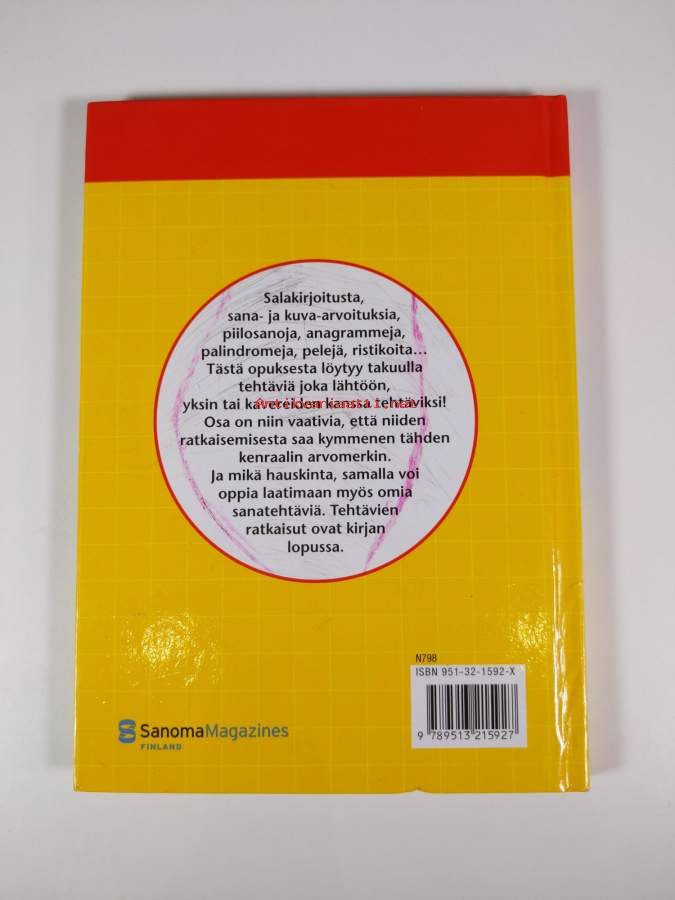 Salakirjoitusta,
sana- ja kuva-arvoituksia,
piilosanoja, anagrammeja,
palindromeja, pelejä, ristikoita…
Tästä opuksesta löytyy takuulla
tehtäviä joka lähtöön,
yksin tai kavereiden kanssa tehtäviksi!
Antikvariaatti.net
Osa on niin vaativia, että niiden
ratkaisemisesta saa kymmenen tähden
kenraalin arvomerkin.
Ja mikä hauskinta, samalla voi
oppia laatimaan myös omia
sanatehtäviä. Tehtävien
ratkaisut ovat kirjan
lopussa.
N798
ISBN 951-32-1592-X
9 789513 215927
SanomaMagazines
FINLAND